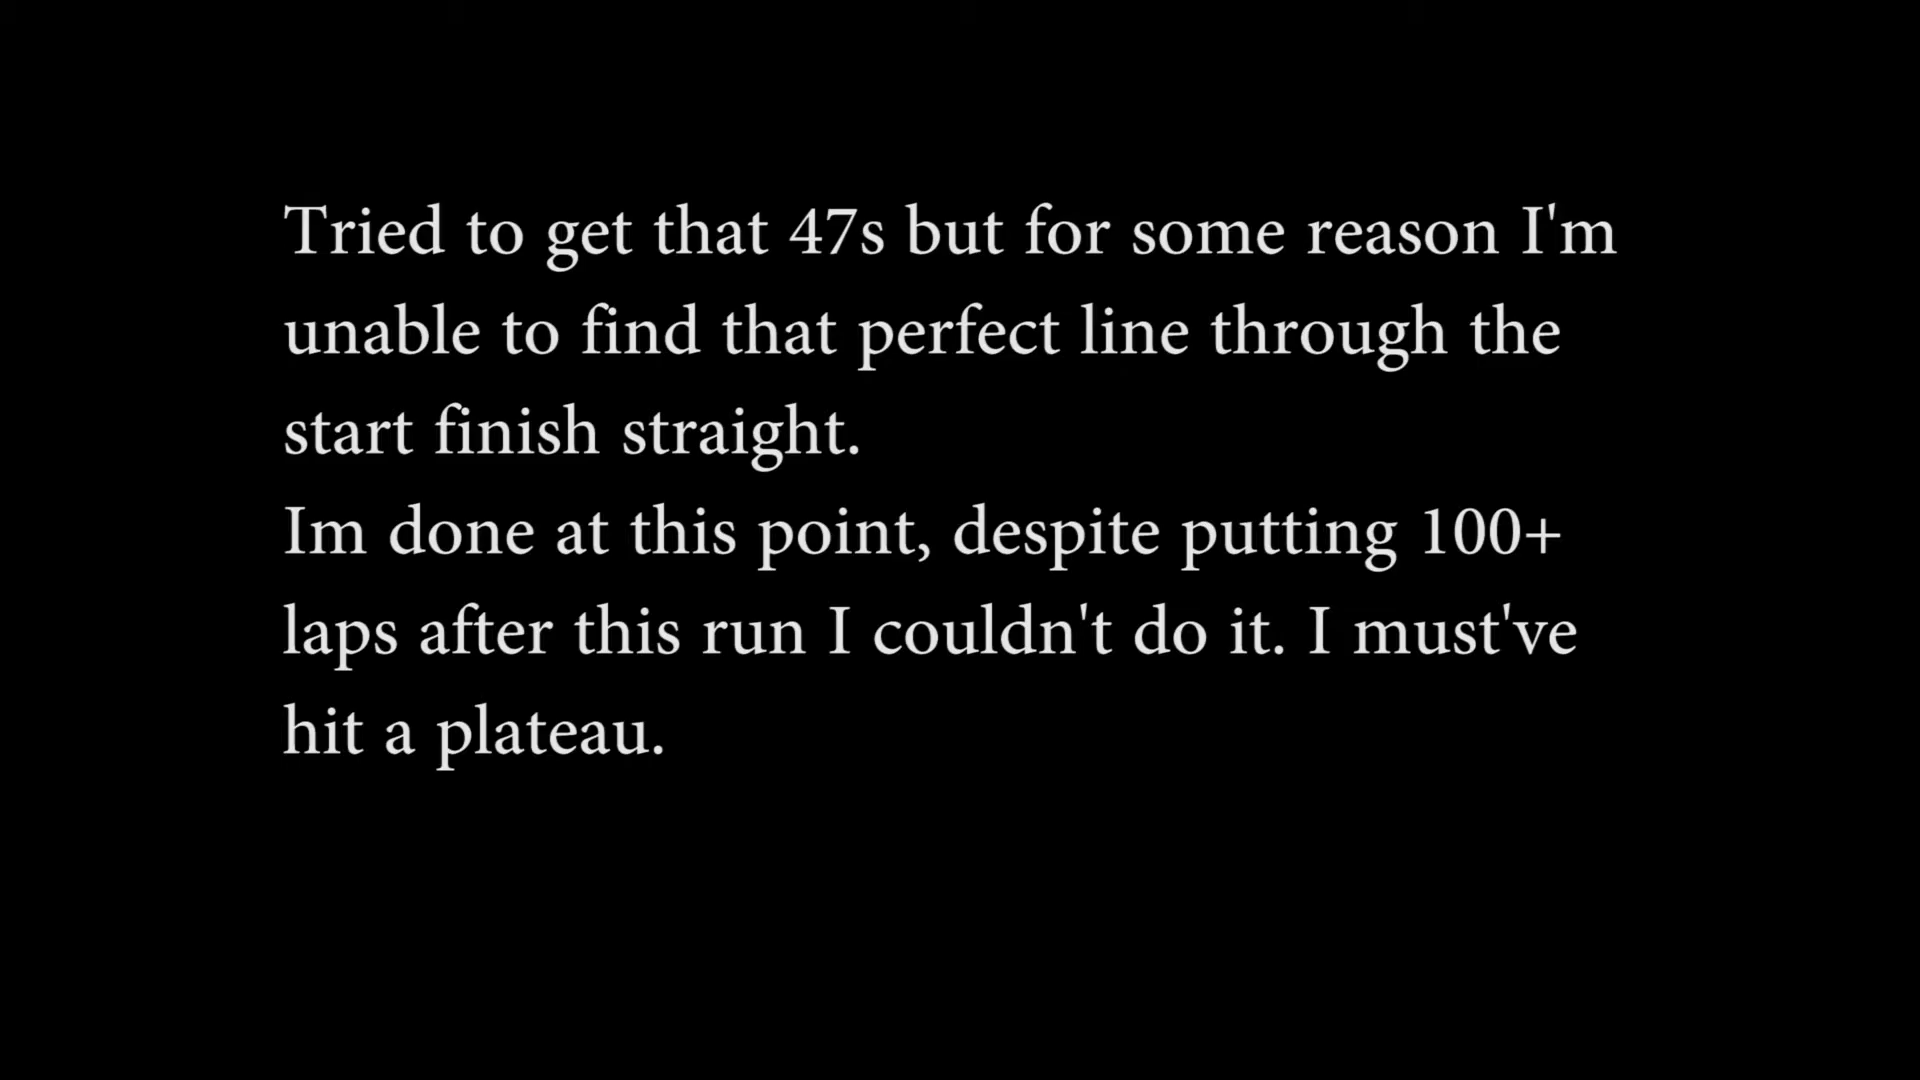 Tried to get that 47s but for some reason I'm
unable to find that perfect line through the
start finish straight.
Im done at this point, despite putting 100+
laps after this run I couldn't do it. I must've
hit a plateau.